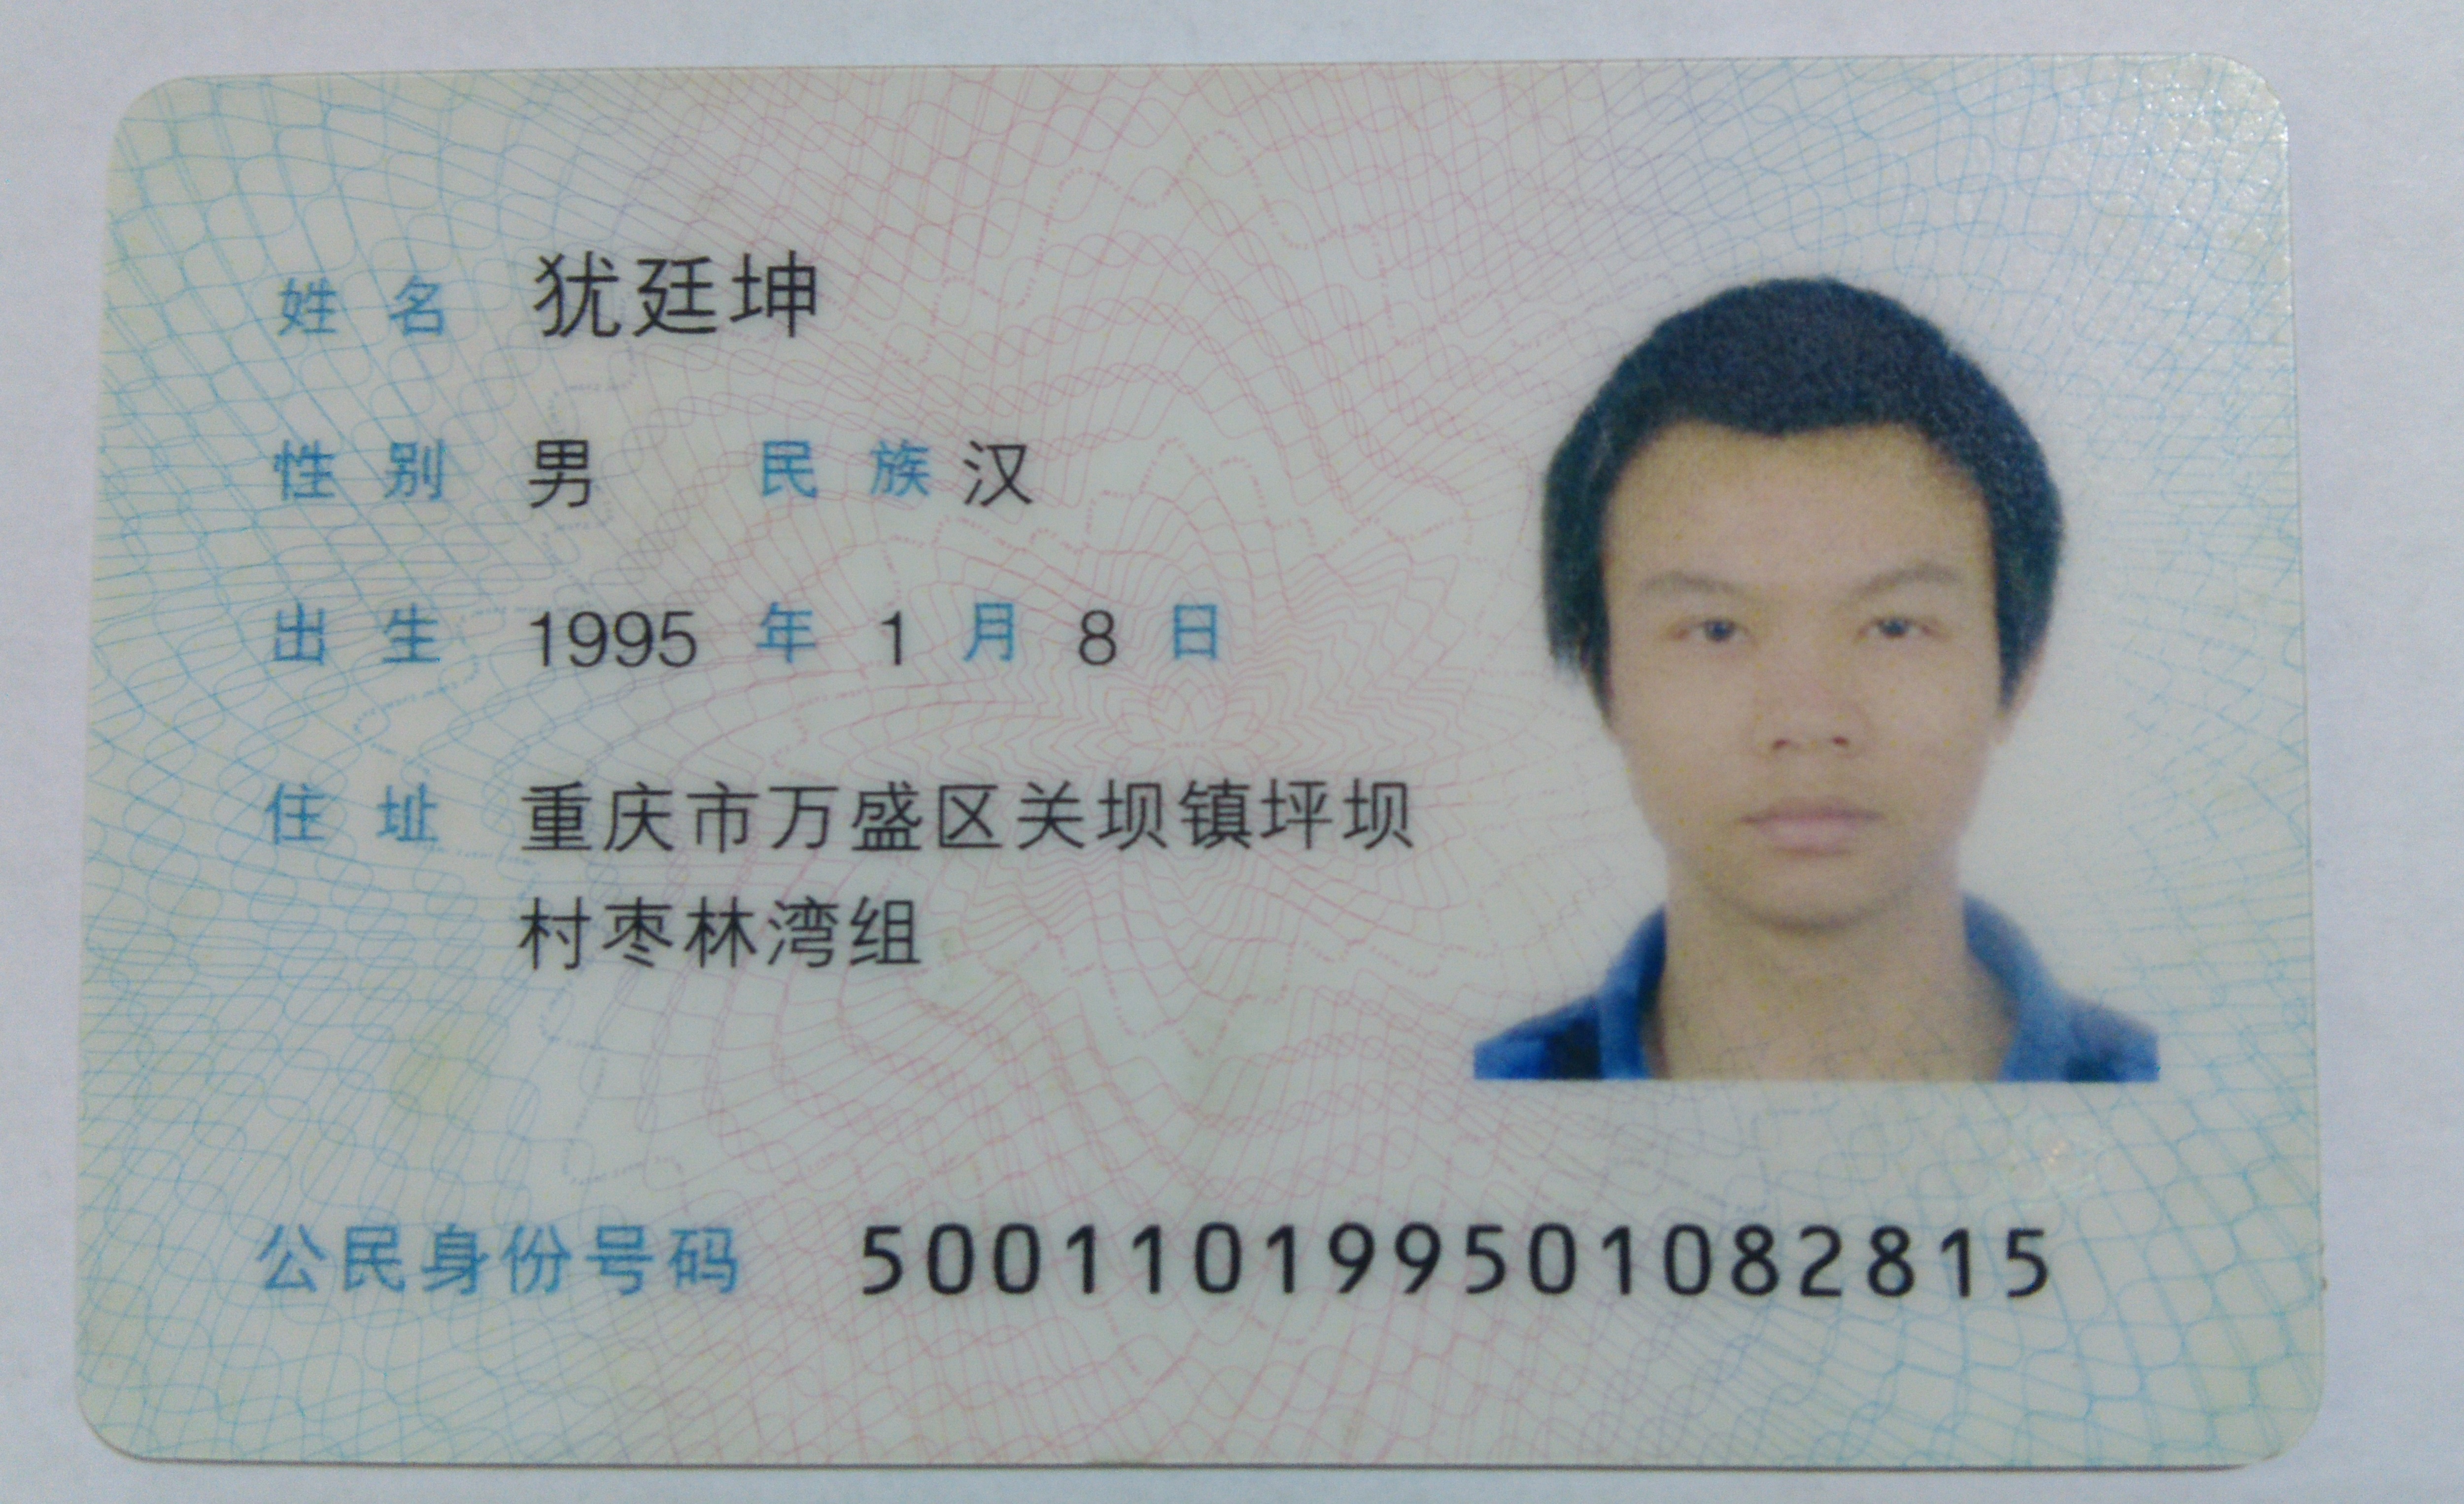 姓 名 犹廷坤
性 别 男 民 族 汉
出 生 1995 年 1 月 8 日
住 址 重庆市万盛区关坝镇坪坝
村枣林湾组
公民身份号码 500110199501082815